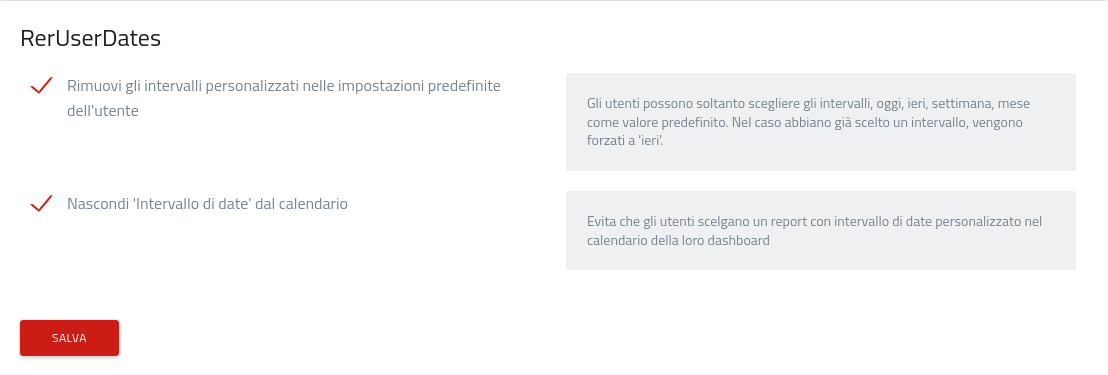 RerUserDates
Rimuovi gli intervalli personalizzati nelle impostazioni predefinite
dell'utente
Gli utenti possono soltanto scegliere gli intervalli, oggi, ieri, settimana, mese
come valore predefinito. Nel caso abbiano già scelto un intervallo, vengono
forzati a 'ieri'.
Nascondi 'Intervallo di date' dal calendario
Evita che gli utenti scelgano un report con intervallo di date personalizzato nel
calendario della loro dashboard
SALVA